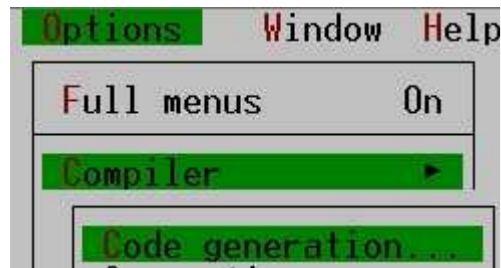 Options Window Help
Full menus On
Compiler ►
Code generation...